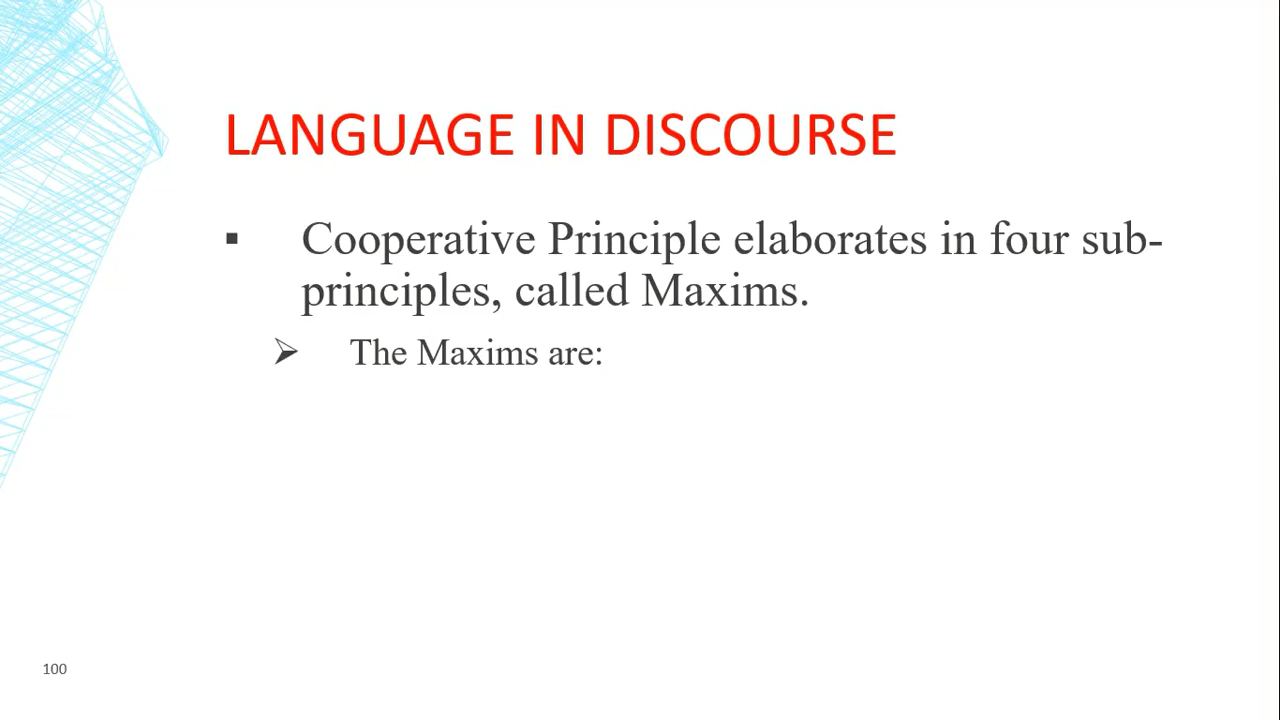 LANGUAGE IN DISCOURSE
▪ Cooperative Principle elaborates in four sub-
principles, called Maxims.
➢ The Maxims are:
100